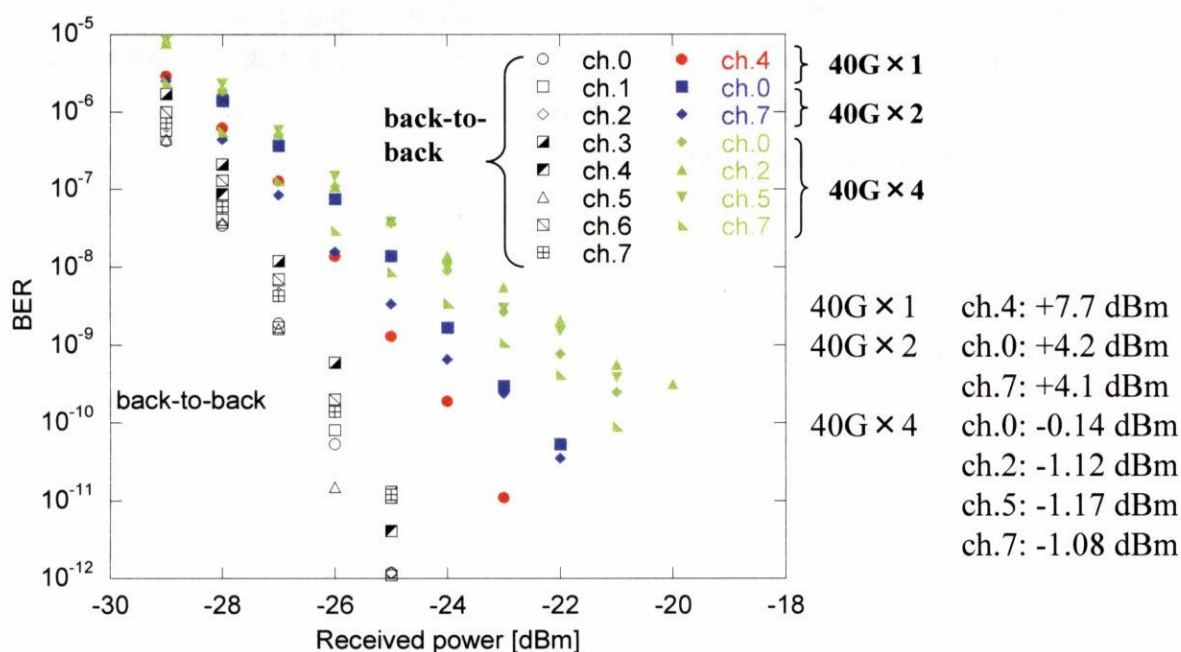 10-5
10-6
10-7
10-8
10-9
10-10
10-11
10-12
BER
-30
-28
-26
-24
-22
-20
-18
Received power [dBm]
back-to-back
back-to-
back
ch.0
ch.1
ch.2
ch.3
ch.4
ch.5
ch.6
ch.7
ch.4
ch.0
ch.7
ch.0
ch.2
ch.5
ch.7
40G×1
40G×2
40G×4
40G×1 ch.4: +7.7 dBm
40G×2 ch.0: +4.2 dBm
ch.7: +4.1 dBm
40G×4 ch.0: -0.14 dBm
ch.2: -1.12 dBm
ch.5: -1.17 dBm
ch.7: -1.08 dBm